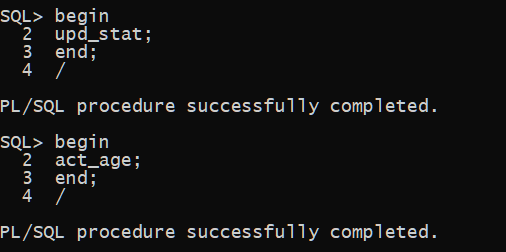 SQL> begin
  2  upd_stat;
  3  end;
  4  /
PL/SQL procedure successfully completed.
SQL> begin
  2  act_age;
  3  end;
  4  /
PL/SQL procedure successfully completed.